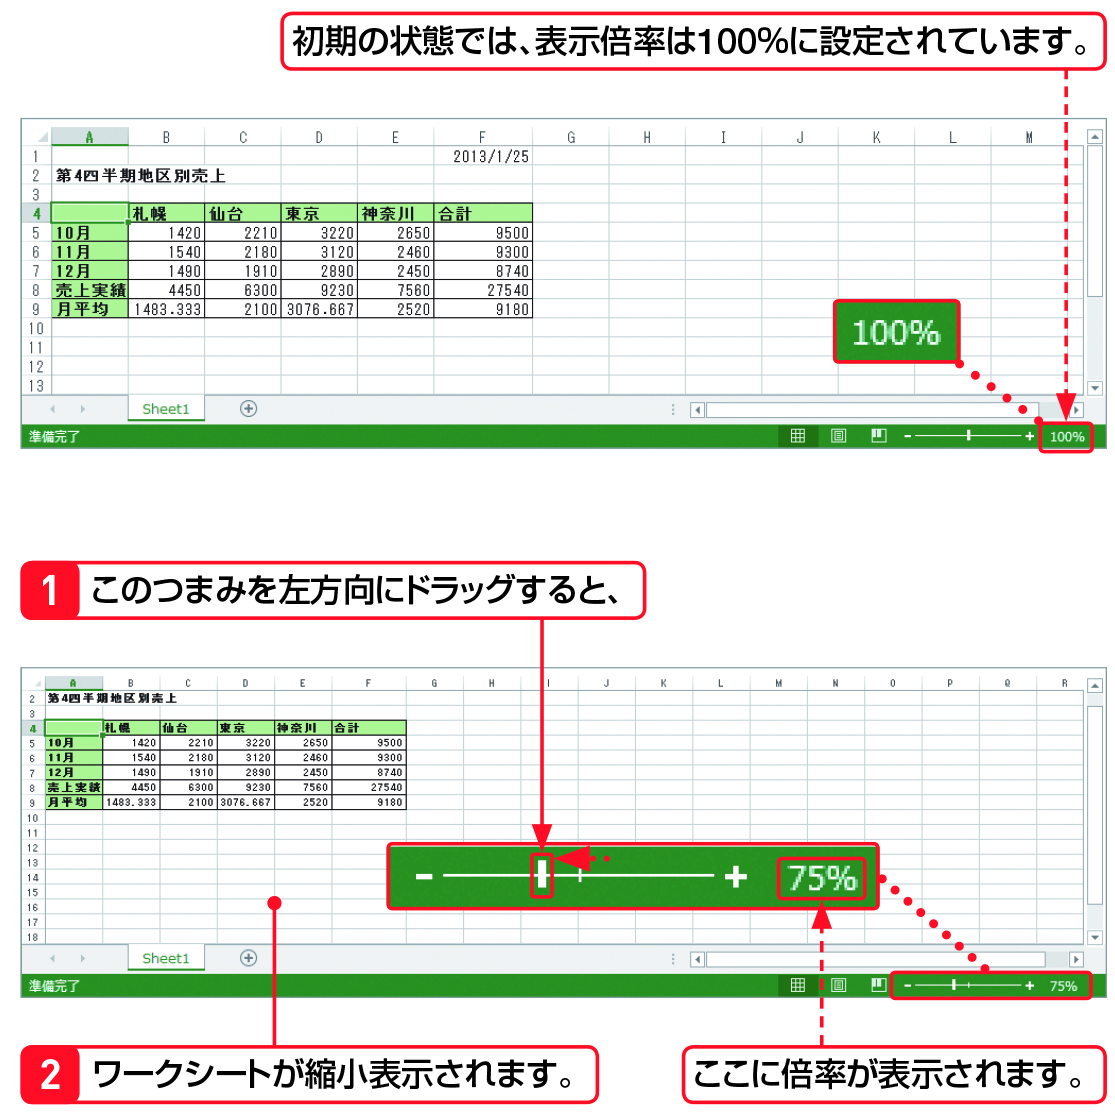 初期の状態では、表示倍率は100%に設定されています。
A B C D E F G H I J K L M
1 2013/1/25
2 第4四半期地区別売上
3
4 札幌 仙台 東京 神奈川 合計
5 10月 1420 2210 3220 2650 9500
6 11月 1540 2180 3120 2460 9300
7 12月 1490 1910 2890 2450 8740
8 売上実績 4450 6300 9230 7560 27540
9 月平均 1483.333 2100 3076.667 2520 9180
10
11
12
13
100%
Sheet1
準備完了 100%
1 このつまみを左方向にドラッグすると、
A B C D E F G H I J K L M N O P Q R
2 第4四半期地区別売上
3
4 札幌 仙台 東京 神奈川 合計
5 10月 1420 2210 3220 2650 9500
6 11月 1540 2180 3120 2460 9300
7 12月 1490 1910 2890 2450 8740
8 売上実績 4450 6300 9230 7560 27540
9 月平均 1483.333 2100 3076.667 2520 9180
10
11
12
13
14
15
16
17
18
75%
Sheet1
準備完了 75%
2 ワークシートが縮小表示されます。
ここに倍率が表示されます。